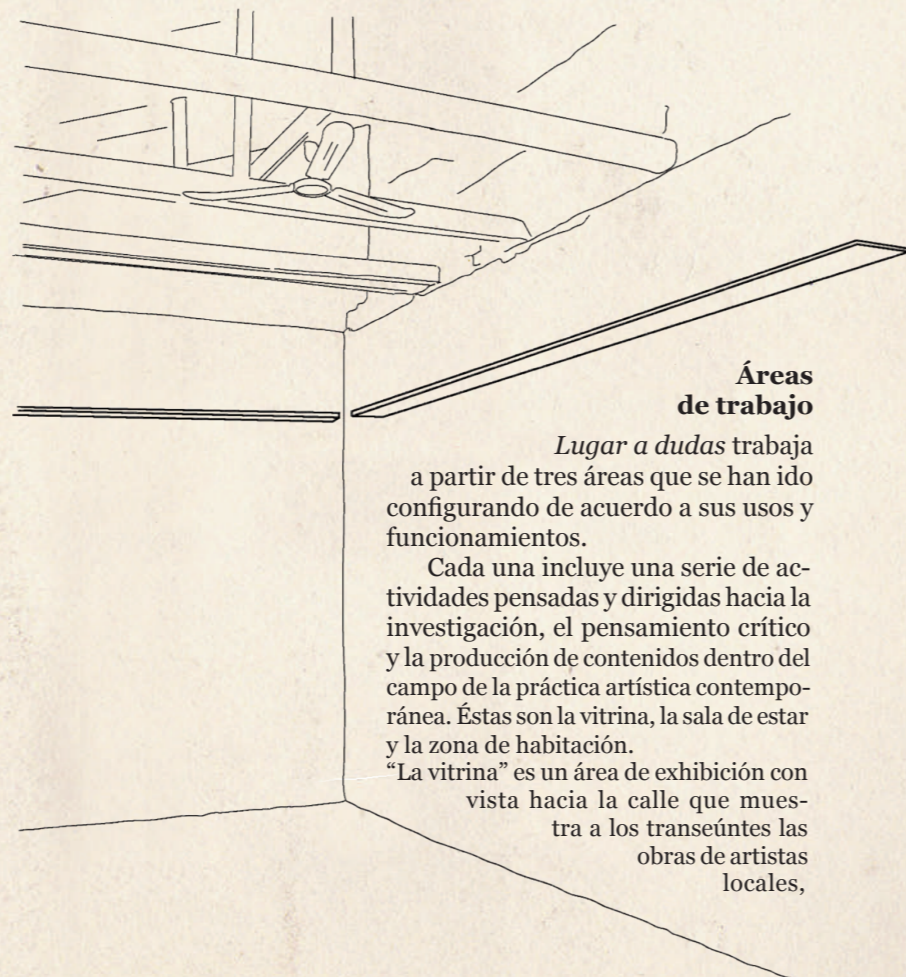 Áreas
de trabajo
Lugar a dudas trabaja
a partir de tres áreas que se han ido
configurando de acuerdo a sus usos y
funcionamientos.
Cada una incluye una serie de ac-
tividades pensadas y dirigidas hacia la
investigación, el pensamiento crítico
y la producción de contenidos dentro del
campo de la práctica artística contempo-
ránea. Éstas son la vitrina, la sala de estar
y la zona de habitación.
“La vitrina” es un área de exhibición con
vista hacia la calle que mues-
tra a los transeúntes las
obras de artistas
locales,